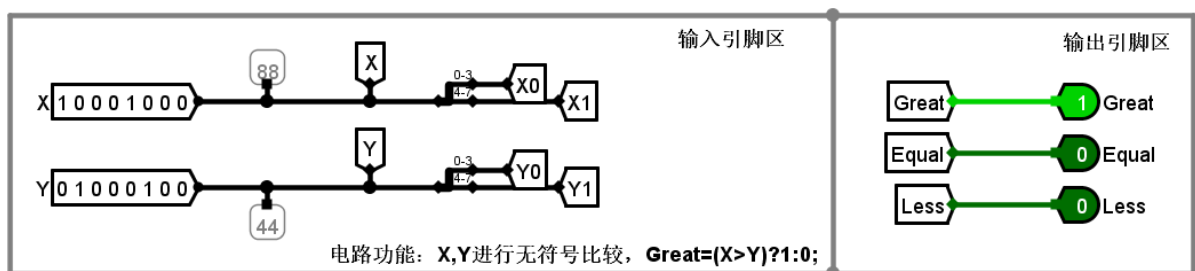 输入引脚区
88
X
0-3
4-7
X0
X1
X 1 0 0 0 1 0 0 0
Y
0-3
4-7
Y0
Y1
Y 0 1 0 0 0 1 0 0
44
电路功能：X,Y进行无符号比较，Great=(X>Y)?1:0;
输出引脚区
Great 1 Great
Equal 0 Equal
Less 0 Less